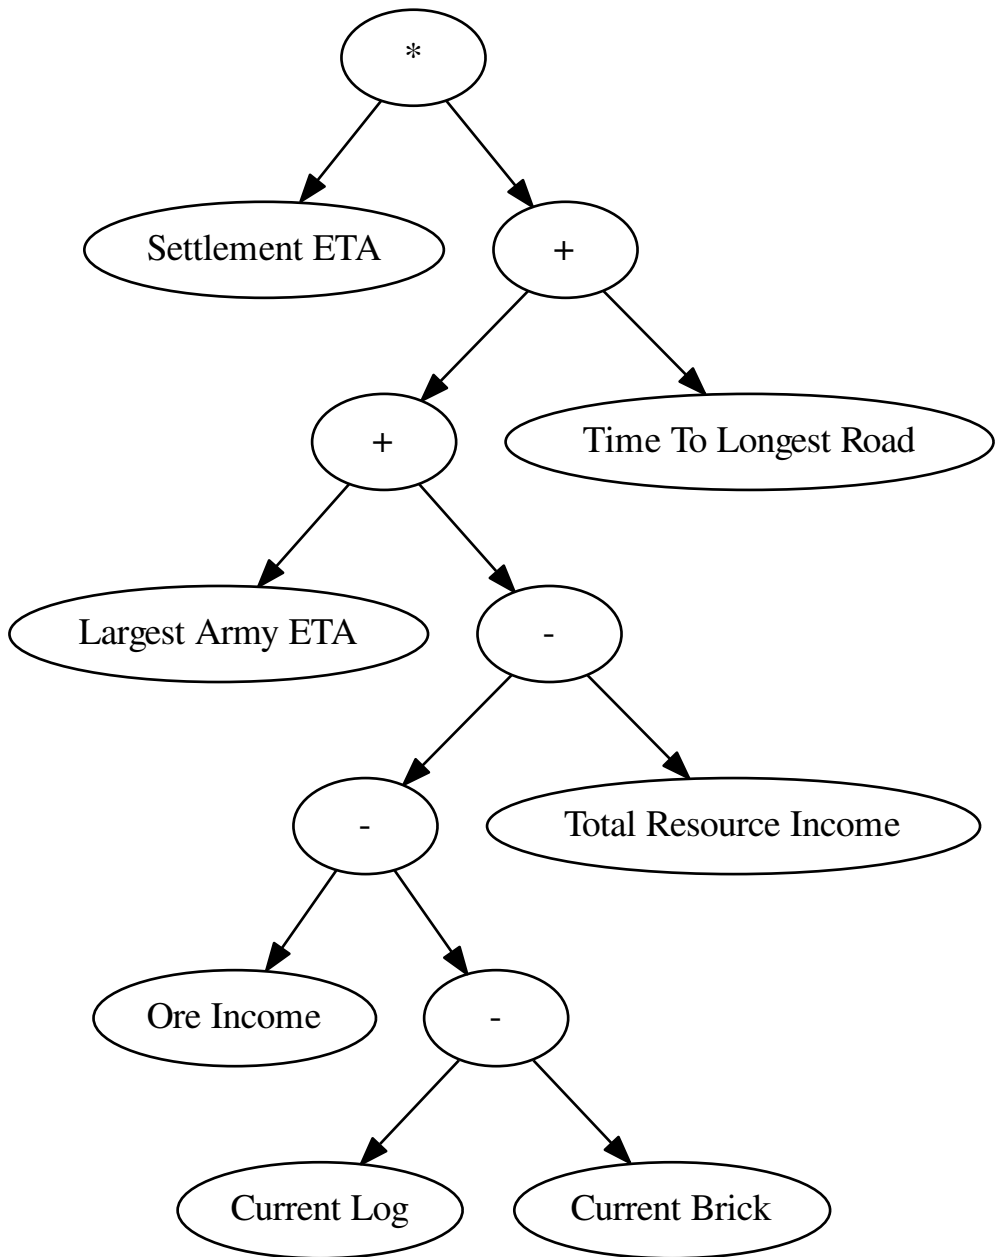 *
Settlement ETA
+
+
Time To Longest Road
Largest Army ETA
-
-
Total Resource Income
Ore Income
-
Current Log
Current Brick